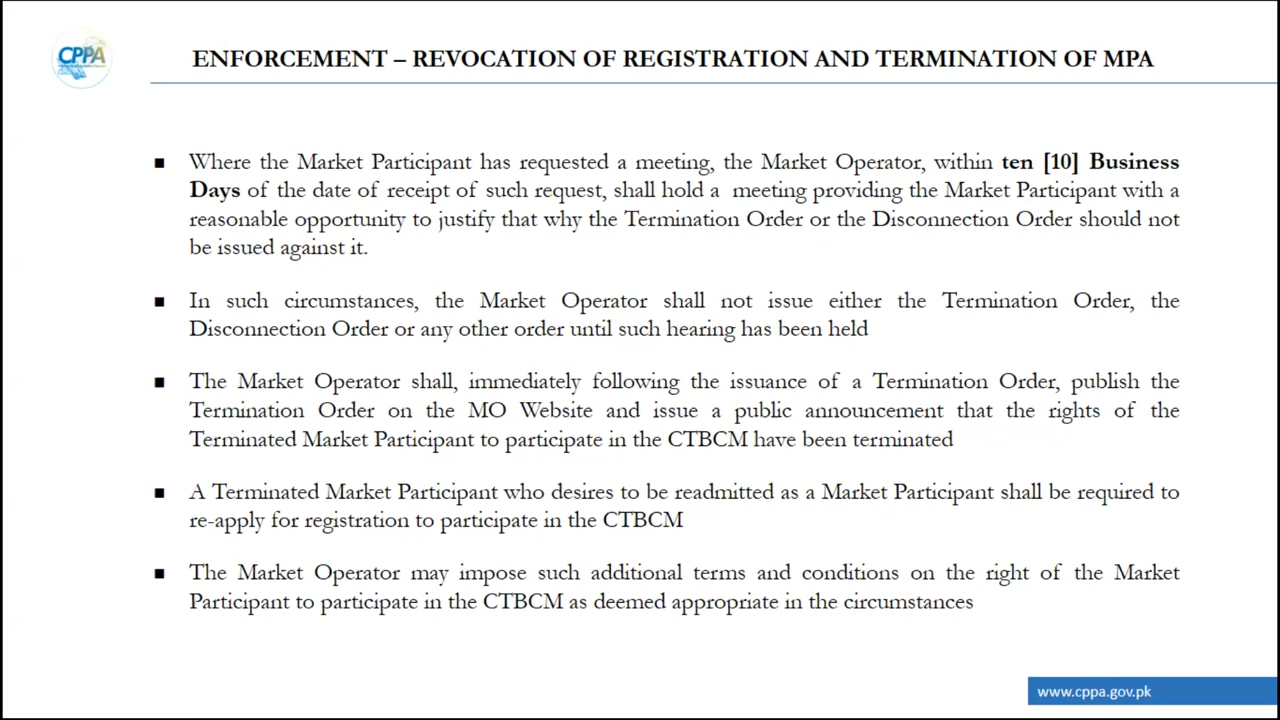 CPPA
ENFORCEMENT – REVOCATION OF REGISTRATION AND TERMINATION OF MPA
■ Where the Market Participant has requested a meeting, the Market Operator, within ten [10] Business
Days of the date of receipt of such request, shall hold a meeting providing the Market Participant with a
reasonable opportunity to justify that why the Termination Order or the Disconnection Order should not
be issued against it.
■ In such circumstances, the Market Operator shall not issue either the Termination Order, the
Disconnection Order or any other order until such hearing has been held
■ The Market Operator shall, immediately following the issuance of a Termination Order, publish the
Termination Order on the MO Website and issue a public announcement that the rights of the
Terminated Market Participant to participate in the CTBCM have been terminated
■ A Terminated Market Participant who desires to be readmitted as a Market Participant shall be required to
re-apply for registration to participate in the CTBCM
■ The Market Operator may impose such additional terms and conditions on the right of the Market
Participant to participate in the CTBCM as deemed appropriate in the circumstances
www.cppa.gov.pk